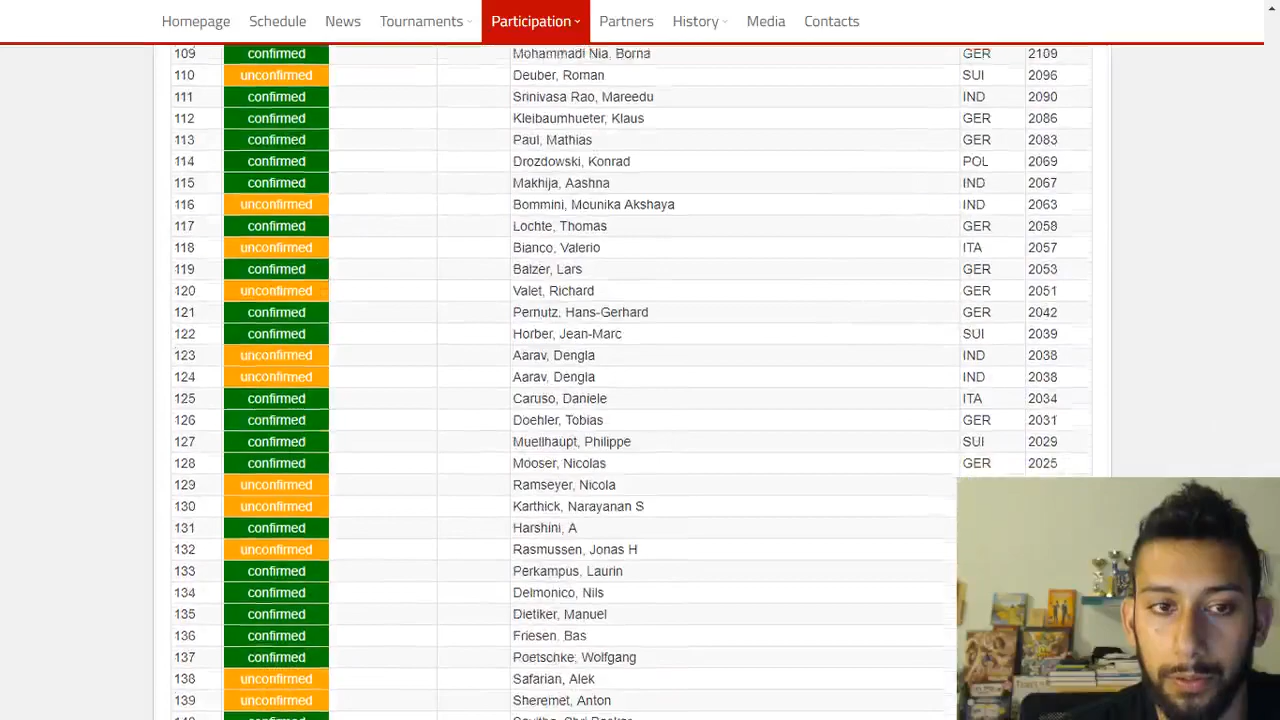 Homepage Schedule News Tournaments Participation Partners History Media Contacts
109 confirmed Mohammadi Nia, Borna GER 2109
110 unconfirmed Deuber, Roman SUI 2096
111 confirmed Srinivasa Rao, Mareedu IND 2090
112 confirmed Kleibaumhueter, Klaus GER 2086
113 confirmed Paul, Mathias GER 2083
114 confirmed Drozdowski, Konrad POL 2069
115 confirmed Makhija, Aashna IND 2067
116 unconfirmed Bommini, Mounika Akshaya IND 2063
117 confirmed Lochte, Thomas GER 2058
118 unconfirmed Bianco, Valerio ITA 2057
119 confirmed Balzer, Lars GER 2053
120 unconfirmed Valet, Richard GER 2051
121 confirmed Pernutz, Hans-Gerhard GER 2042
122 confirmed Horber, Jean-Marc SUI 2039
123 unconfirmed Aarav, Dengla IND 2038
124 unconfirmed Aarav, Dengla IND 2038
125 confirmed Caruso, Daniele ITA 2034
126 confirmed Doehler, Tobias GER 2031
127 confirmed Muellhaupt, Philippe SUI 2029
128 confirmed Mooser, Nicolas GER 2025
129 unconfirmed Ramseyer, Nicola
130 unconfirmed Karthick, Narayanan S
131 confirmed Harshini, A
132 unconfirmed Rasmussen, Jonas H
133 confirmed Perkampus, Laurin
134 confirmed Delmonico, Nils
135 confirmed Dietiker, Manuel
136 confirmed Friesen, Bas
137 confirmed Poetschke, Wolfgang
138 unconfirmed Safarian, Alek
139 unconfirmed Sheremet, Anton